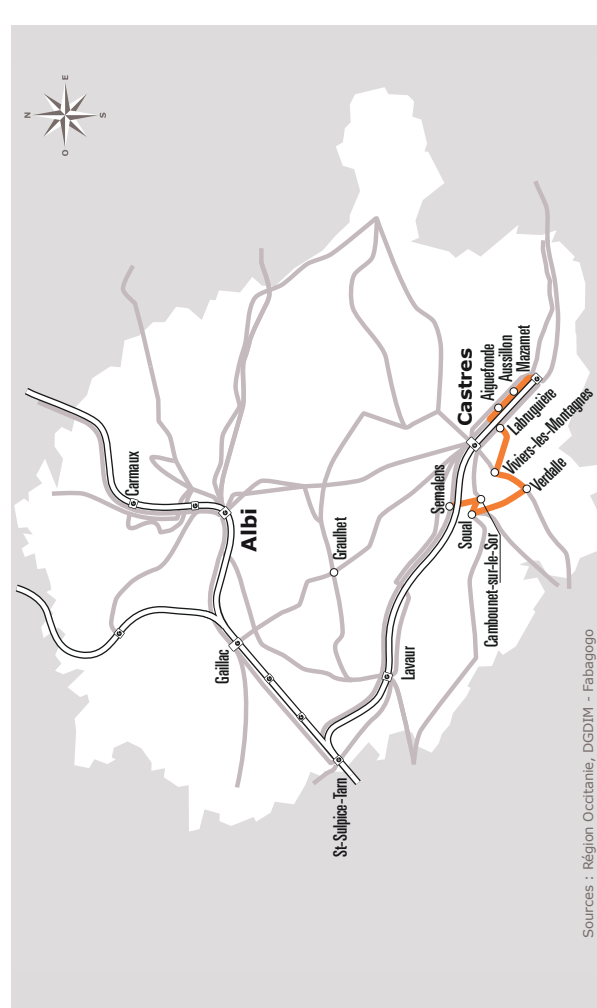 N
O
E
S
Carmaux
Gaillac
Albi
St-Sulpice-Tarn
Graulhet
Lavaur
Semalens
Castres
Soual
Aiguefonde
Cambounet-sur-le-Sor
Aussillon
Mazamet
Labruguière
Viviers-les-Montagnes
Verdalle
Sources : Région Occitanie, DGDIM - Fabagogo